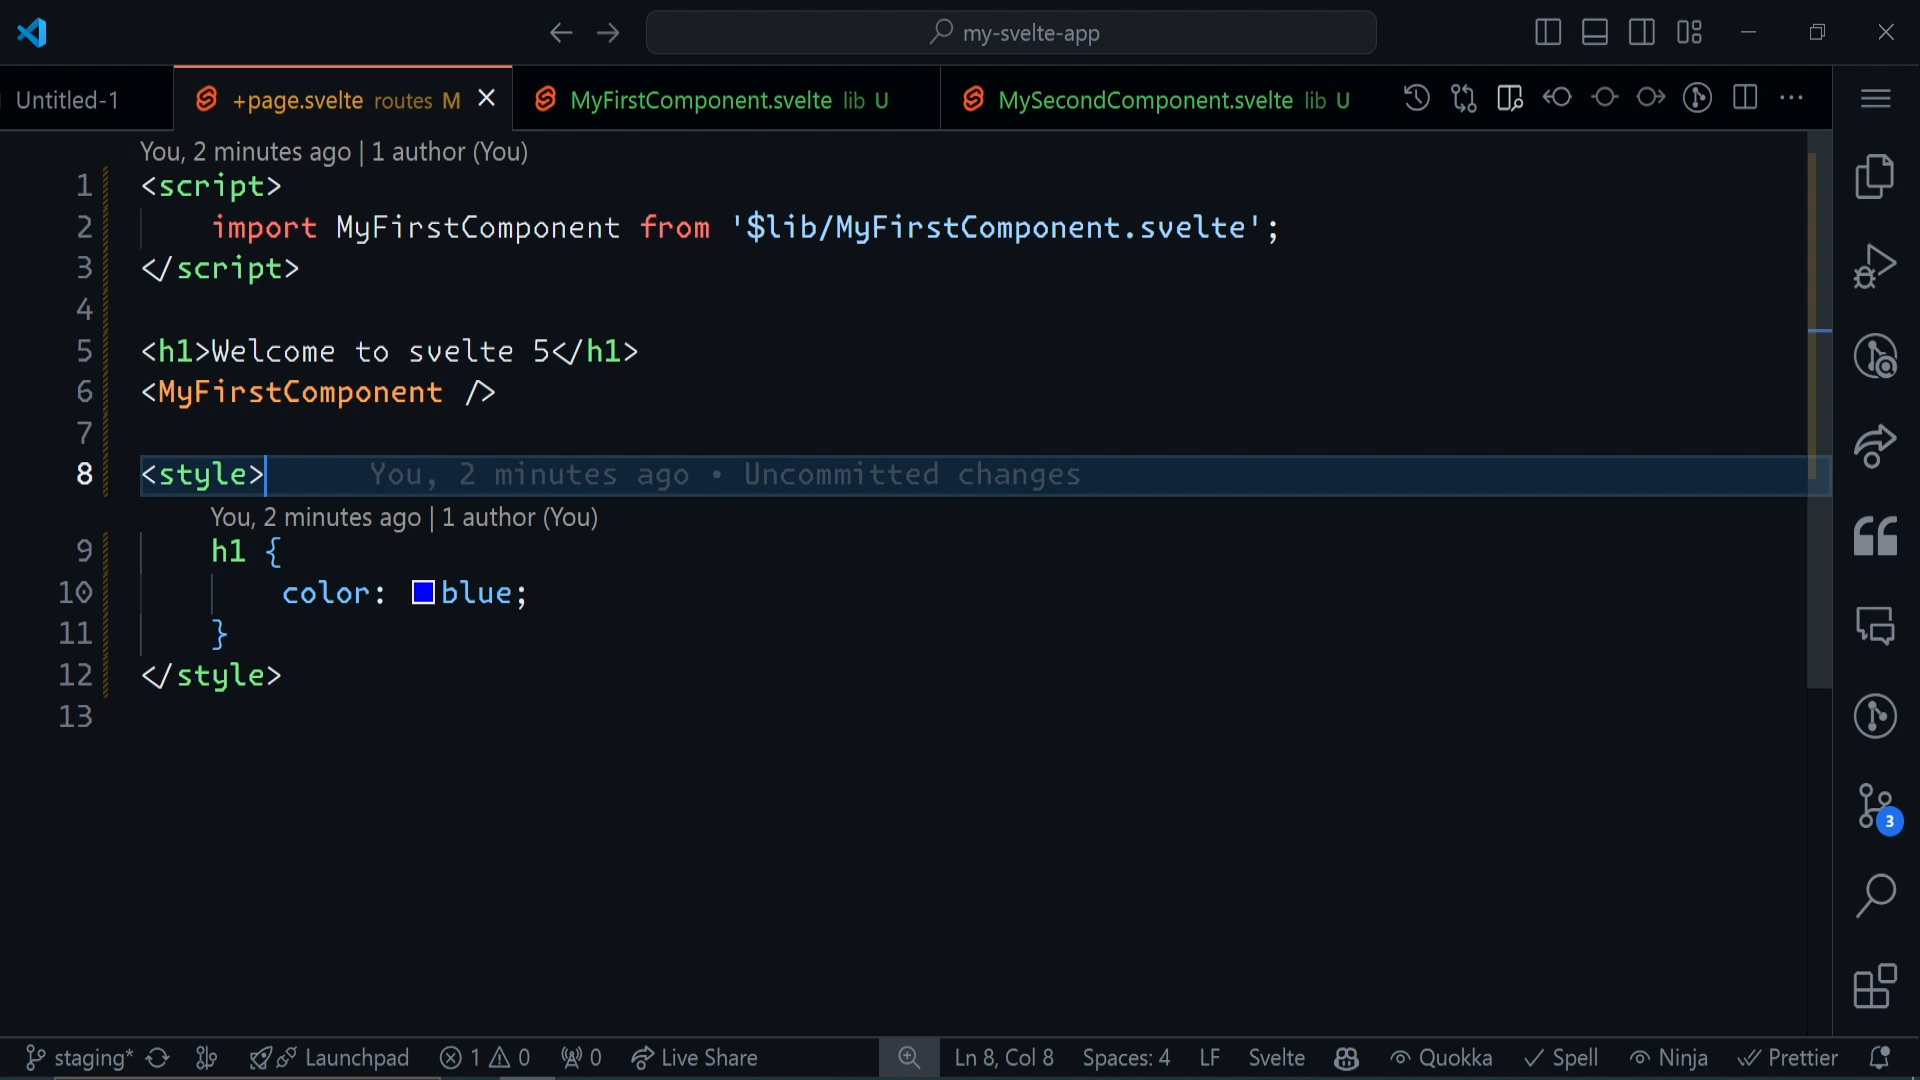 my-svelte-app
Untitled-1
+page.svelte routes M
MyFirstComponent.svelte lib U
MySecondComponent.svelte lib U
You, 2 minutes ago | 1 author (You)
1 <script>
2 import MyFirstComponent from '$lib/MyFirstComponent.svelte';
3 </script>
4
5 <h1>Welcome to svelte 5</h1>
6 <MyFirstComponent />
7
8 <style> You, 2 minutes ago • Uncommitted changes
You, 2 minutes ago | 1 author (You)
9 h1 {
10 color: blue;
11 }
12 </style>
13
3
staging* Launchpad 1 0 0 Live Share Ln 8, Col 8 Spaces: 4 LF Svelte Quokka Spell Ninja Prettier